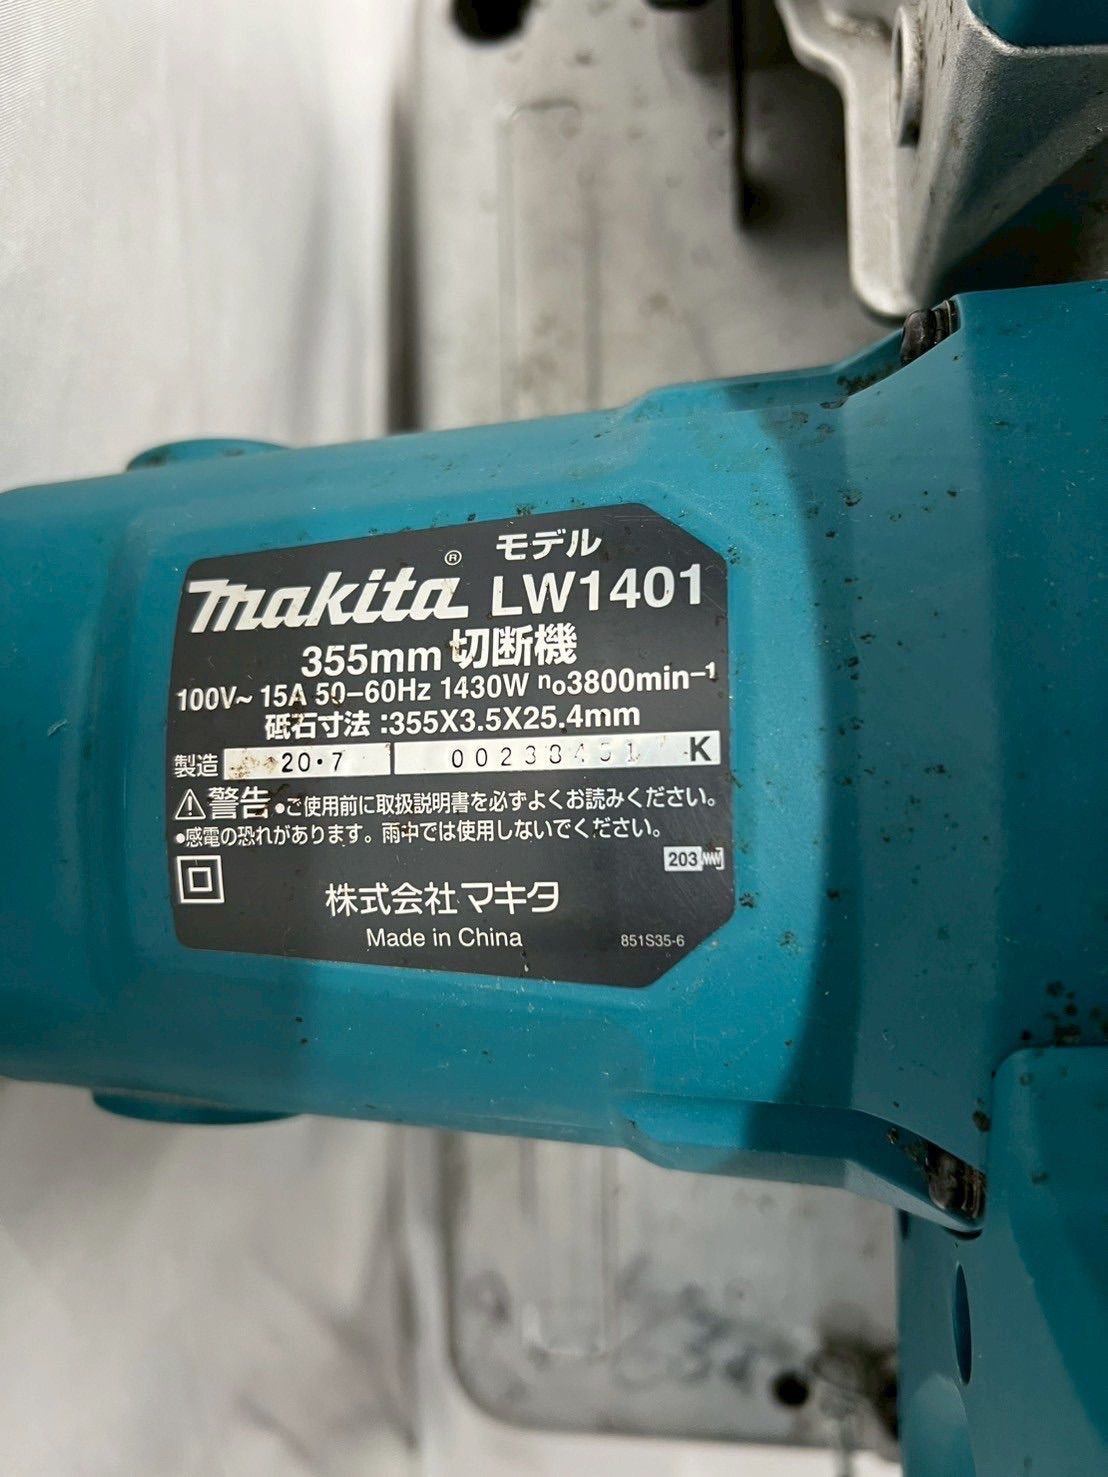 モデル
makita® LW1401
355mm 切断機
100V~ 15A 50-60Hz 1430W n₀3800min⁻¹
砥石寸法:355X3.5X25.4mm
製造 20・7 00238451 K
⚠警告 •ご使用前に取扱説明書を必ずよくお読みください。
•感電の恐れがあります。雨中では使用しないでください。
203
株式会社マキタ
Made in China 851S35-6